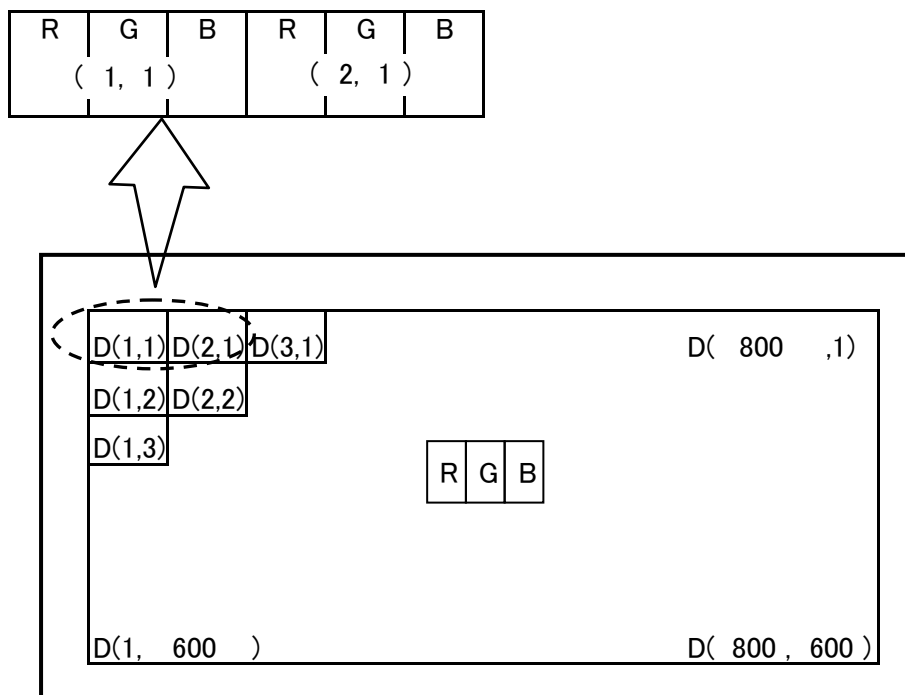 R G B R G B
( 1, 1 ) ( 2, 1 )
D(1,1) D(2,1) D(3,1) D( 800 ,1)
D(1,2) D(2,2)
D(1,3)
R G B
D(1, 600 ) D( 800 , 600 )